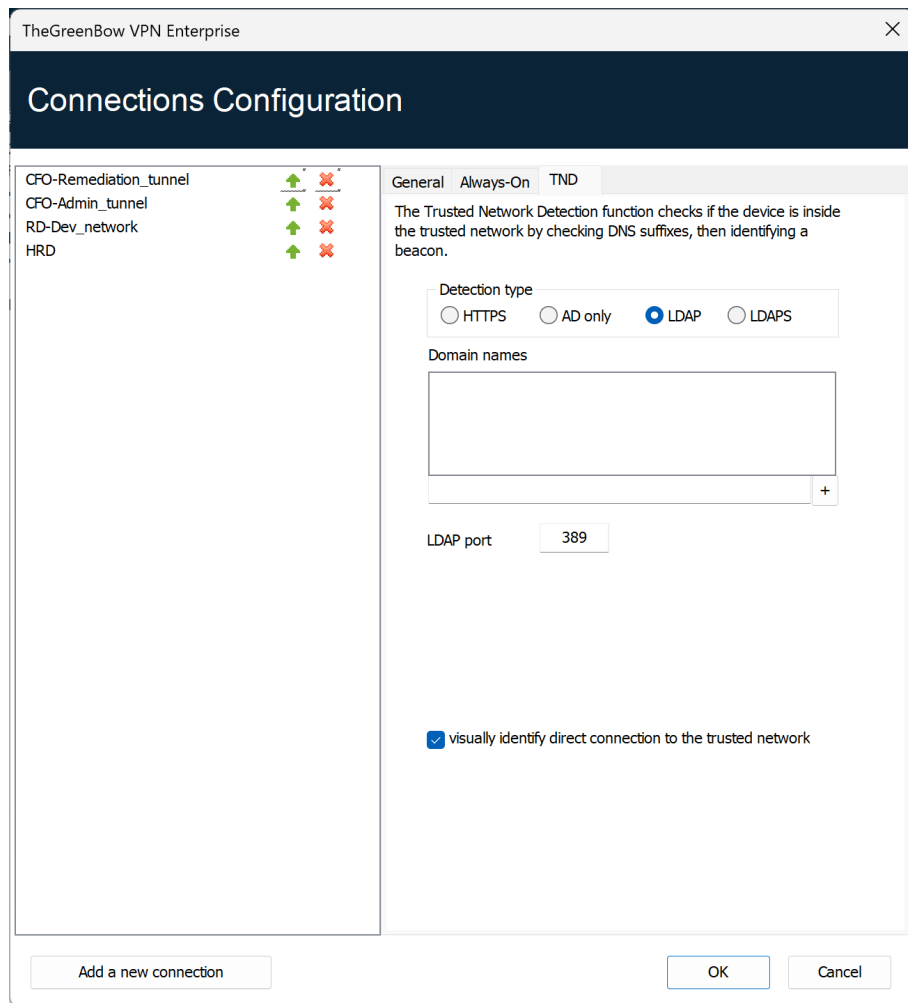 TheGreenBow VPN Enterprise
Connections Configuration
CFO-Remediation_tunnel
CFO-Admin_tunnel
RD-Dev_network
HRD
General Always-On TND
The Trusted Network Detection function checks if the device is inside
the trusted network by checking DNS suffixes, then identifying a
beacon.
Detection type
HTTPS AD only LDAP LDAPS
Domain names
+
LDAP port 389
visually identify direct connection to the trusted network
Add a new connection OK Cancel